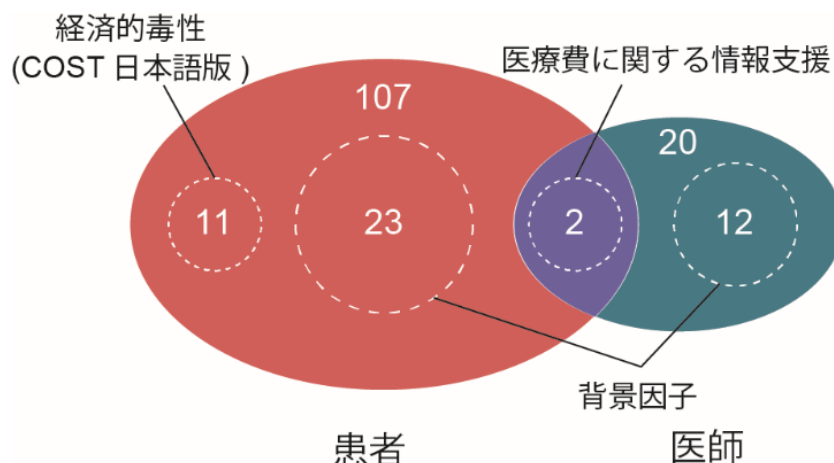 経済的毒性
(COST 日本語版 )
医療費に関する情報支援
107
20
11
23
2
12
背景因子
患者
医師